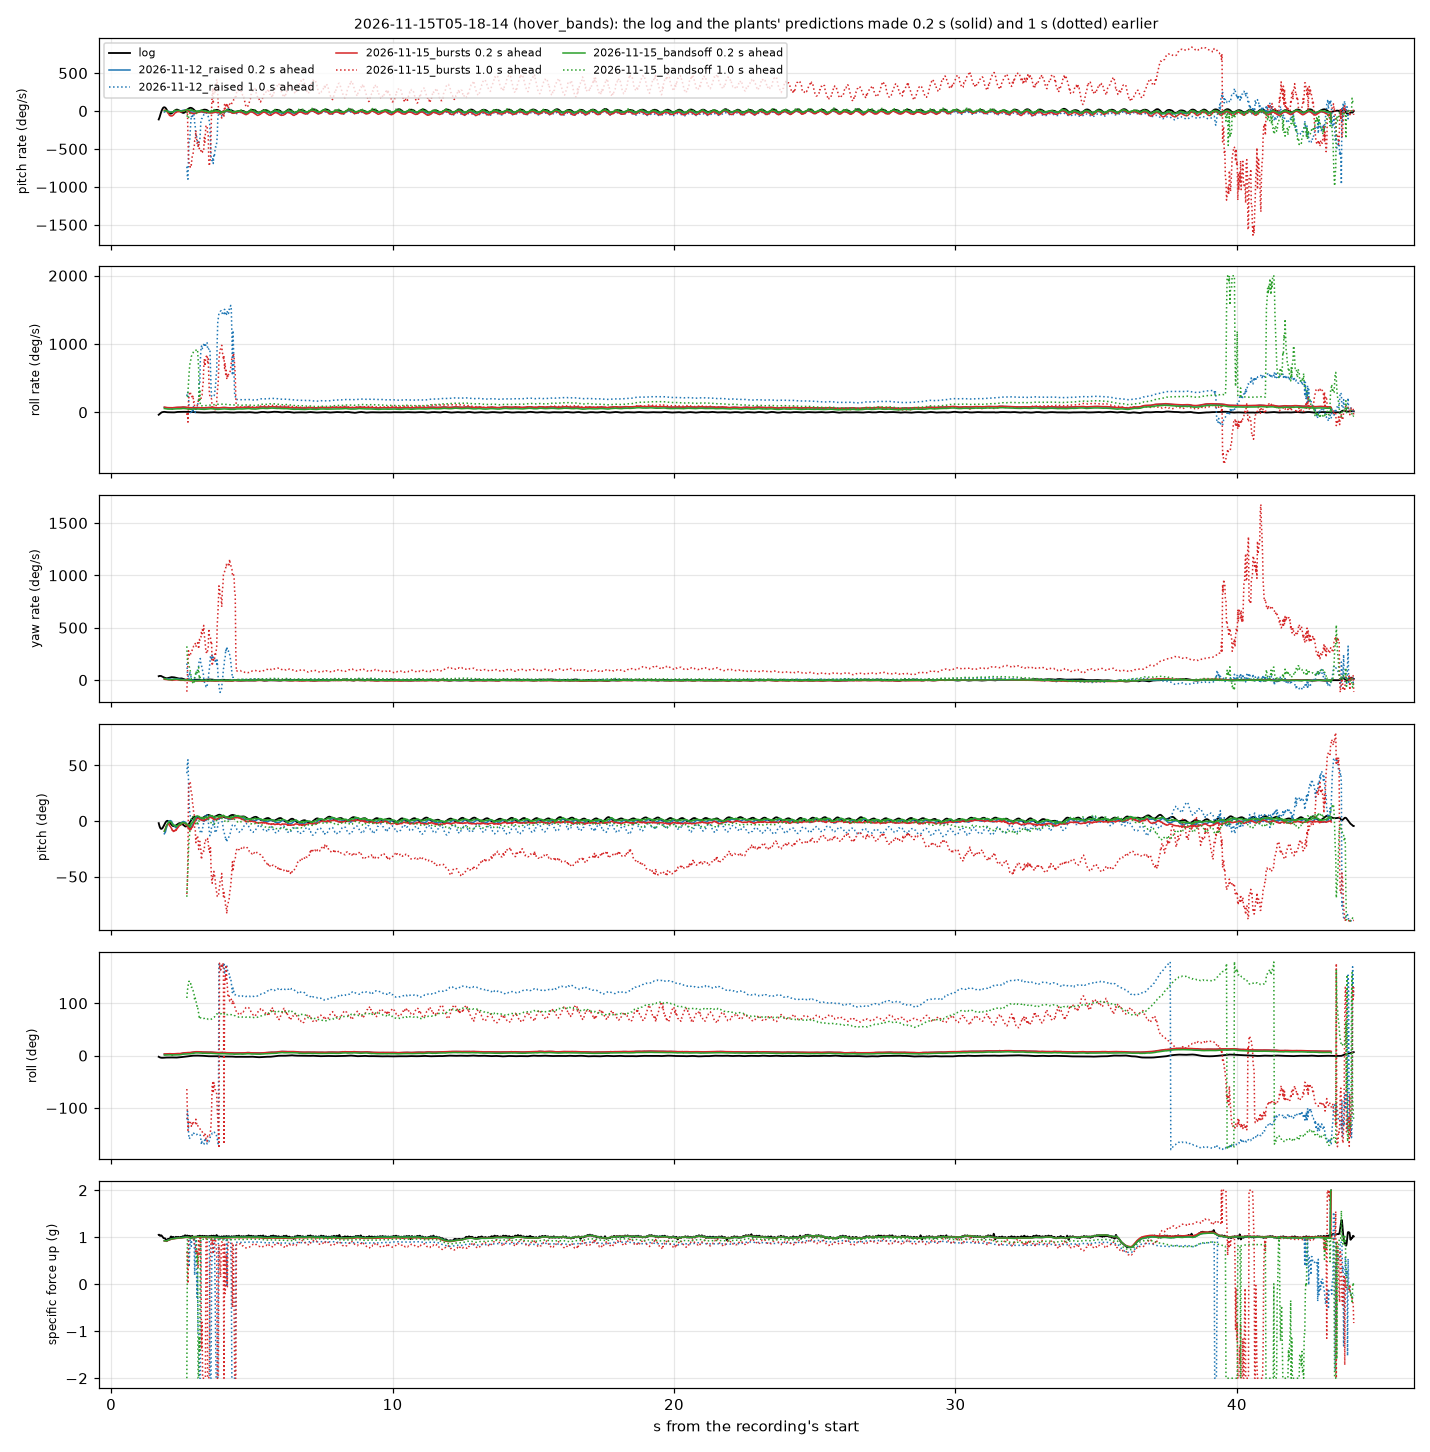 2026-11-15T05-18-14 (hover_bands): the log and the plants' predictions made 0.2 s (solid) and 1 s (dotted) earlier
log
2026-11-12_raised 0.2 s ahead
2026-11-12_raised 1.0 s ahead
2026-11-15_bursts 0.2 s ahead
2026-11-15_bursts 1.0 s ahead
2026-11-15_bandsoff 0.2 s ahead
2026-11-15_bandsoff 1.0 s ahead
pitch rate (deg/s)
500
0
−500
−1000
−1500
roll rate (deg/s)
2000
1000
0
yaw rate (deg/s)
1500
1000
500
0
pitch (deg)
50
0
−50
roll (deg)
100
0
−100
specific force up (g)
2
1
0
−1
−2
0 10 20 30 40
s from the recording's start